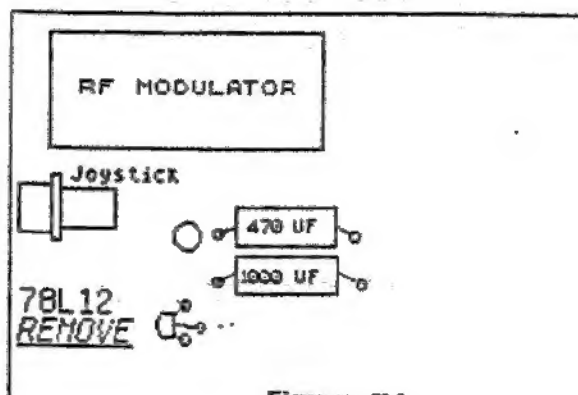 RF MODULATOR
Joystick
470 UF
1000 UF
78L12
REMOVE